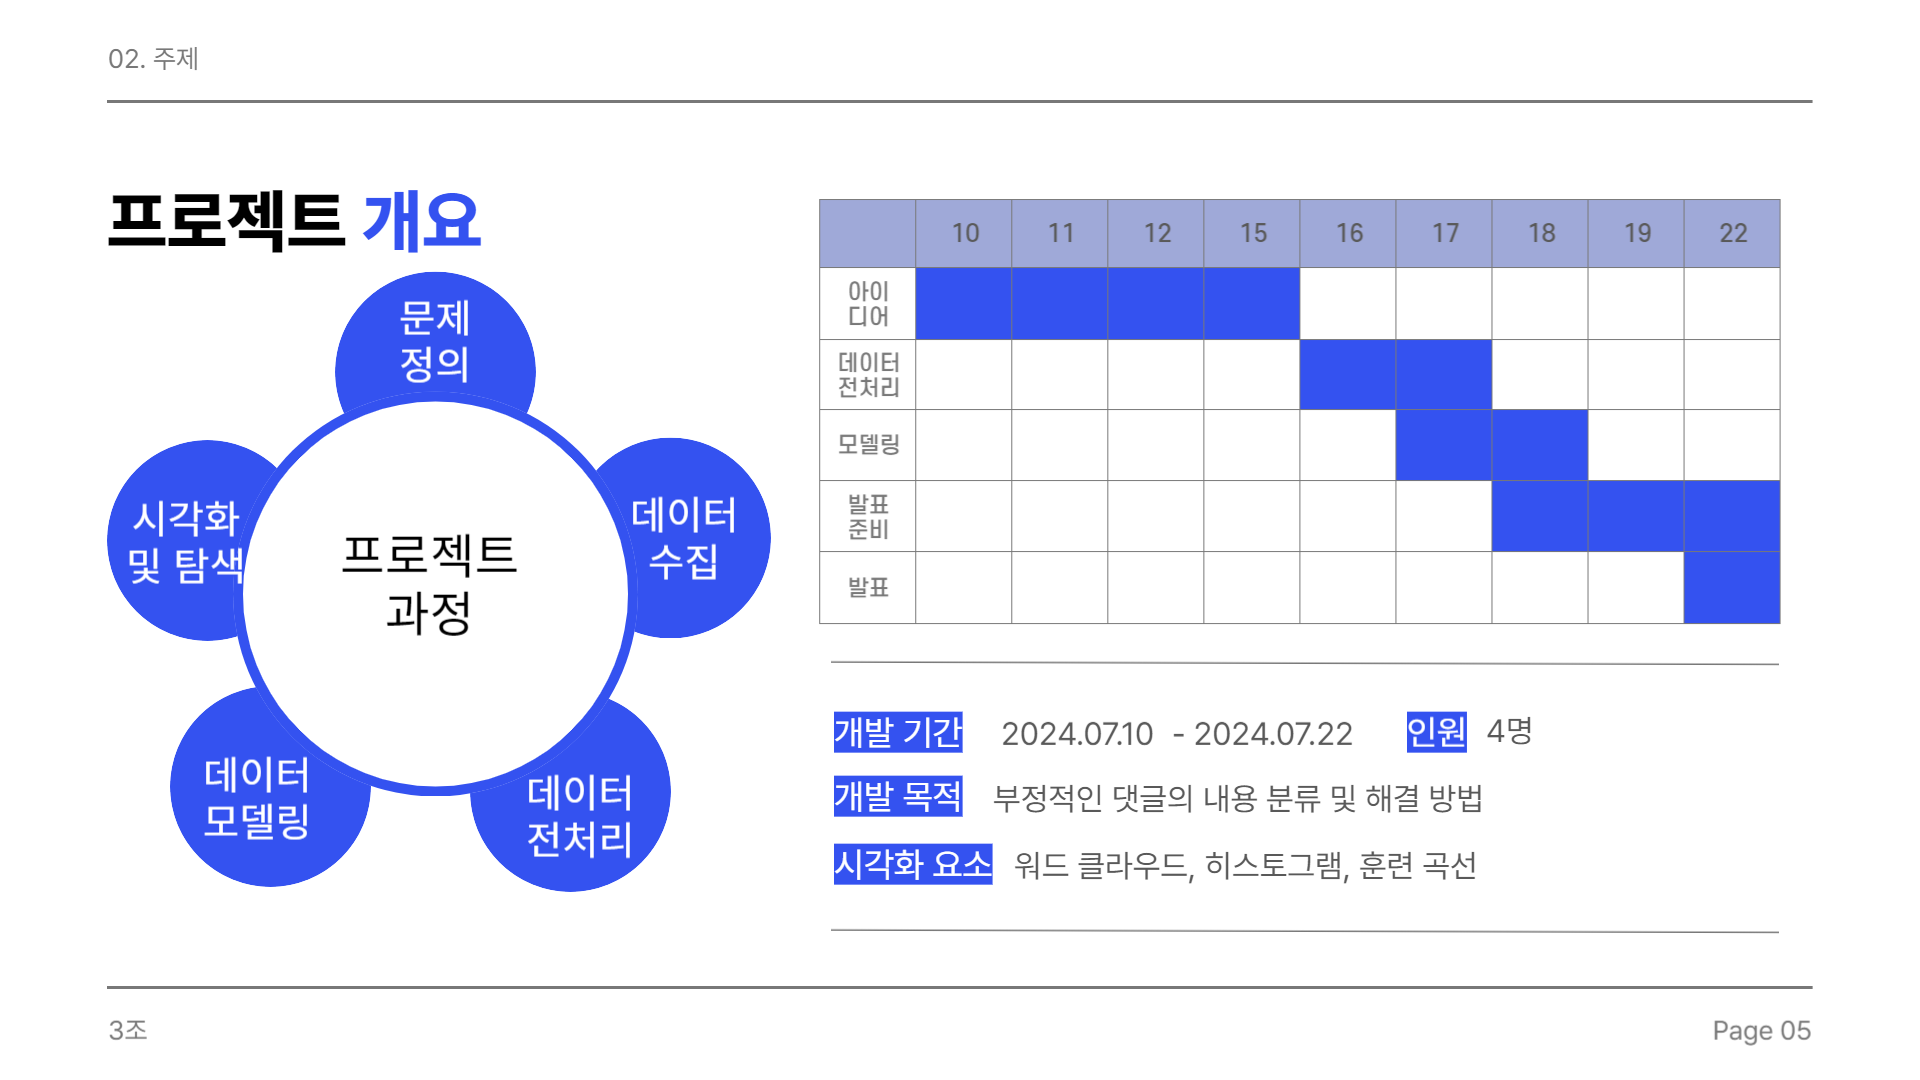 02. 주제
프로젝트 개요
문제
정의
데이터
수집
데이터
전처리
데이터
모델링
시각화
및 탐색
프로젝트
과정
10 11 12 15 16 17 18 19 22
아이
디어
데이터
전처리
모델링
발표
준비
발표
개발 기간 2024.07.10 - 2024.07.22 인원 4명
개발 목적 부정적인 댓글의 내용 분류 및 해결 방법
시각화 요소 워드 클라우드, 히스토그램, 훈련 곡선
3조
Page 05